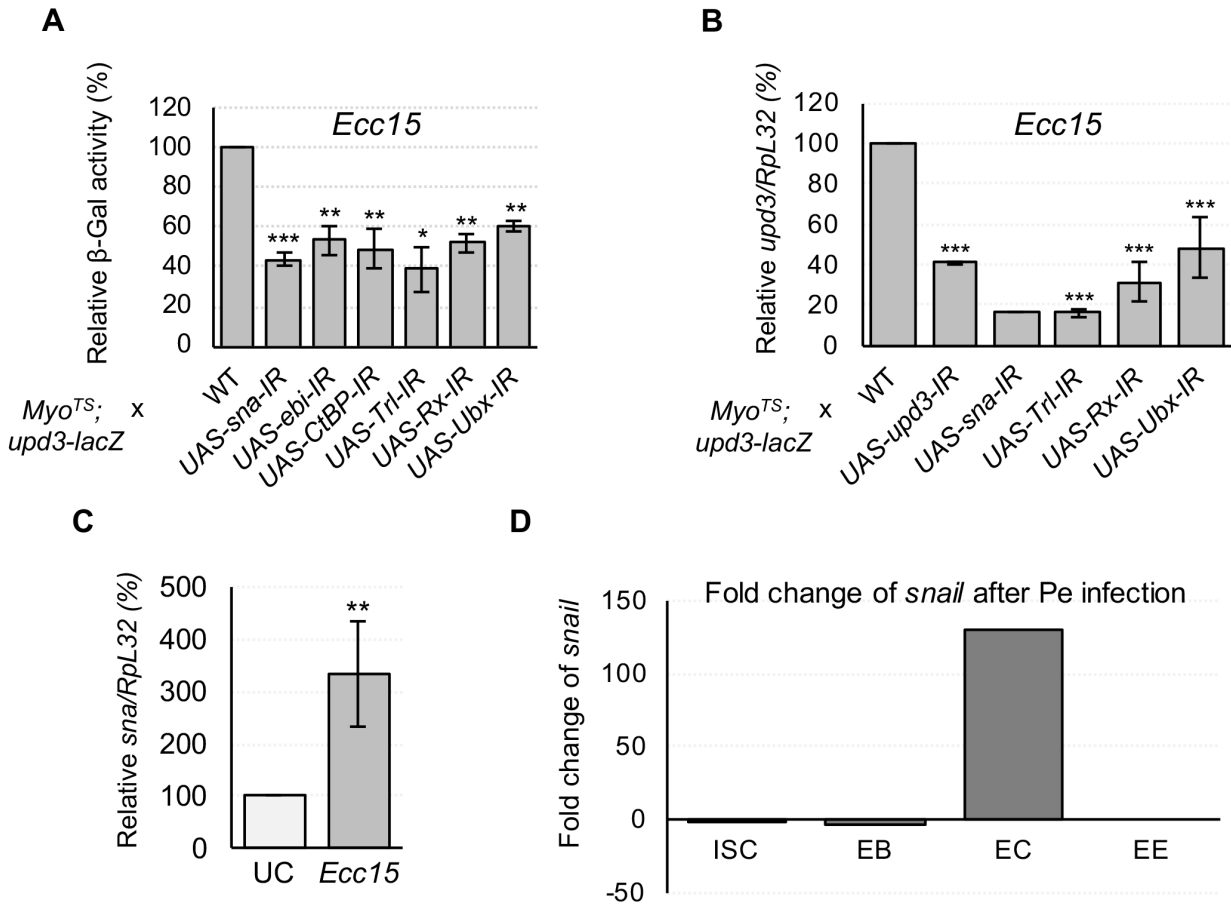 A
Relative β-Gal activity (%)
120
100
80
60
40
20
0
Ecc15
***
**
**
*
**
**
WT
UAS-sna-IR
UAS-ebi-IR
UAS-CtBP-IR
UAS-Trl-IR
UAS-Rx-IR
UAS-Ubx-IR
Myoᵀˢ; x
upd3-lacZ
B
Relative upd3/RpL32 (%)
120
100
80
60
40
20
0
Ecc15
***
***
***
***
WT
UAS-upd3-IR
UAS-sna-IR
UAS-Trl-IR
UAS-Rx-IR
UAS-Ubx-IR
Myoᵀˢ; x
upd3-lacZ
C
Relative sna/RpL32 (%)
500
400
300
200
100
0
**
UC
Ecc15
D
Fold change of snail after Pe infection
Fold change of snail
150
100
50
0
-50
ISC
EB
EC
EE